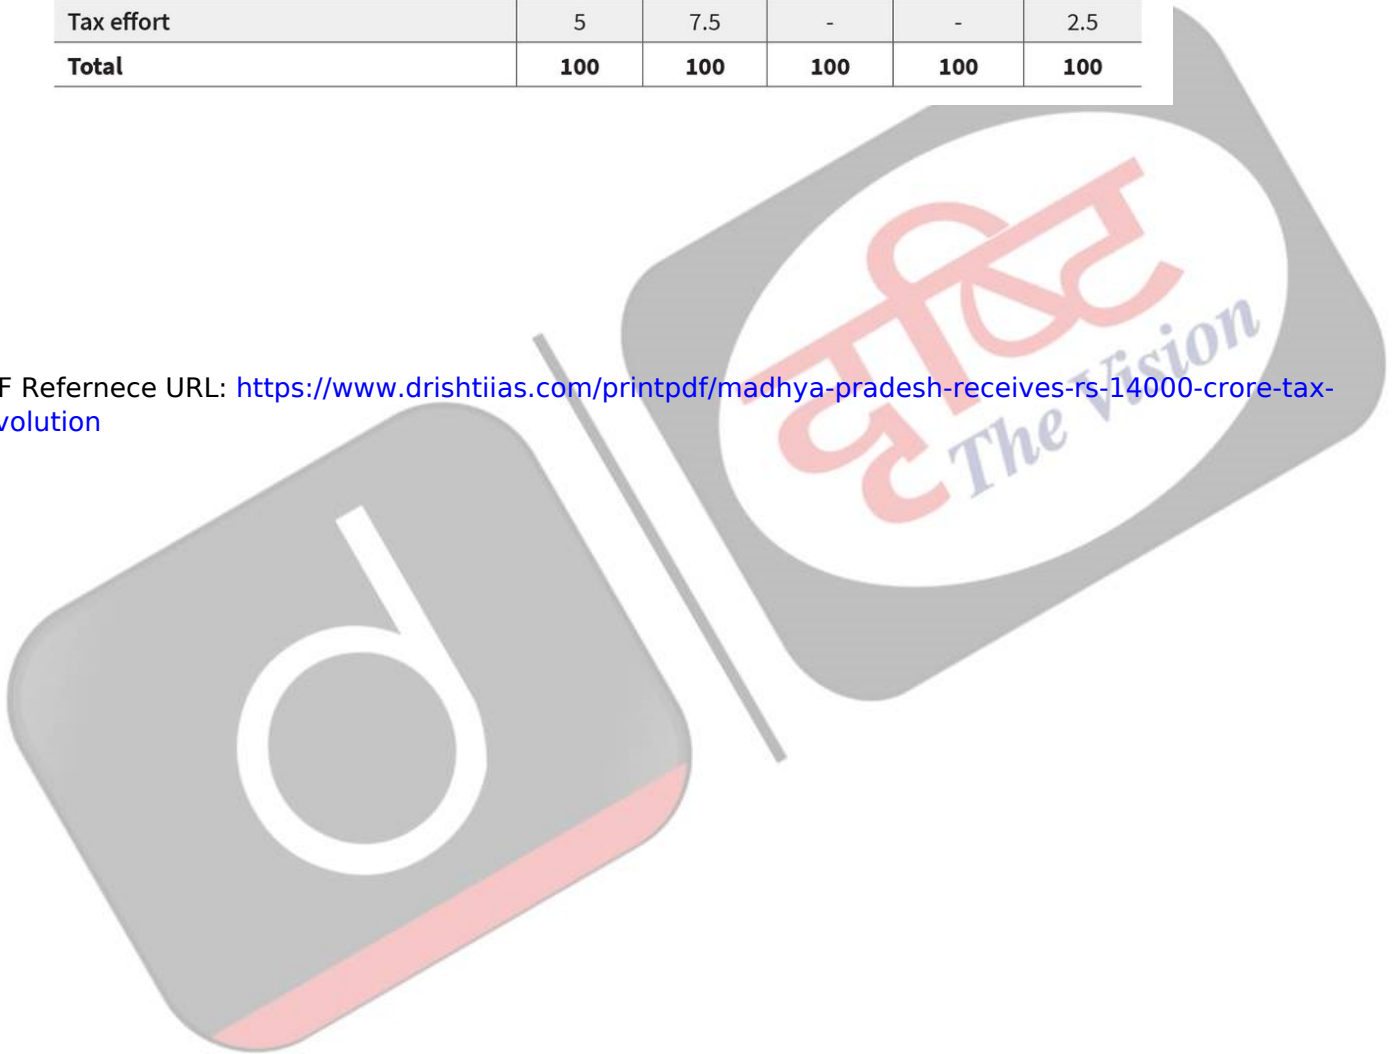 Tax effort 5 7.5 - - 2.5
Total 100 100 100 100 100
दृष्टि
The Vision
F Refernece URL: https://www.drishtiias.com/printpdf/madhya-pradesh-receives-rs-14000-crore-tax-
volution
d